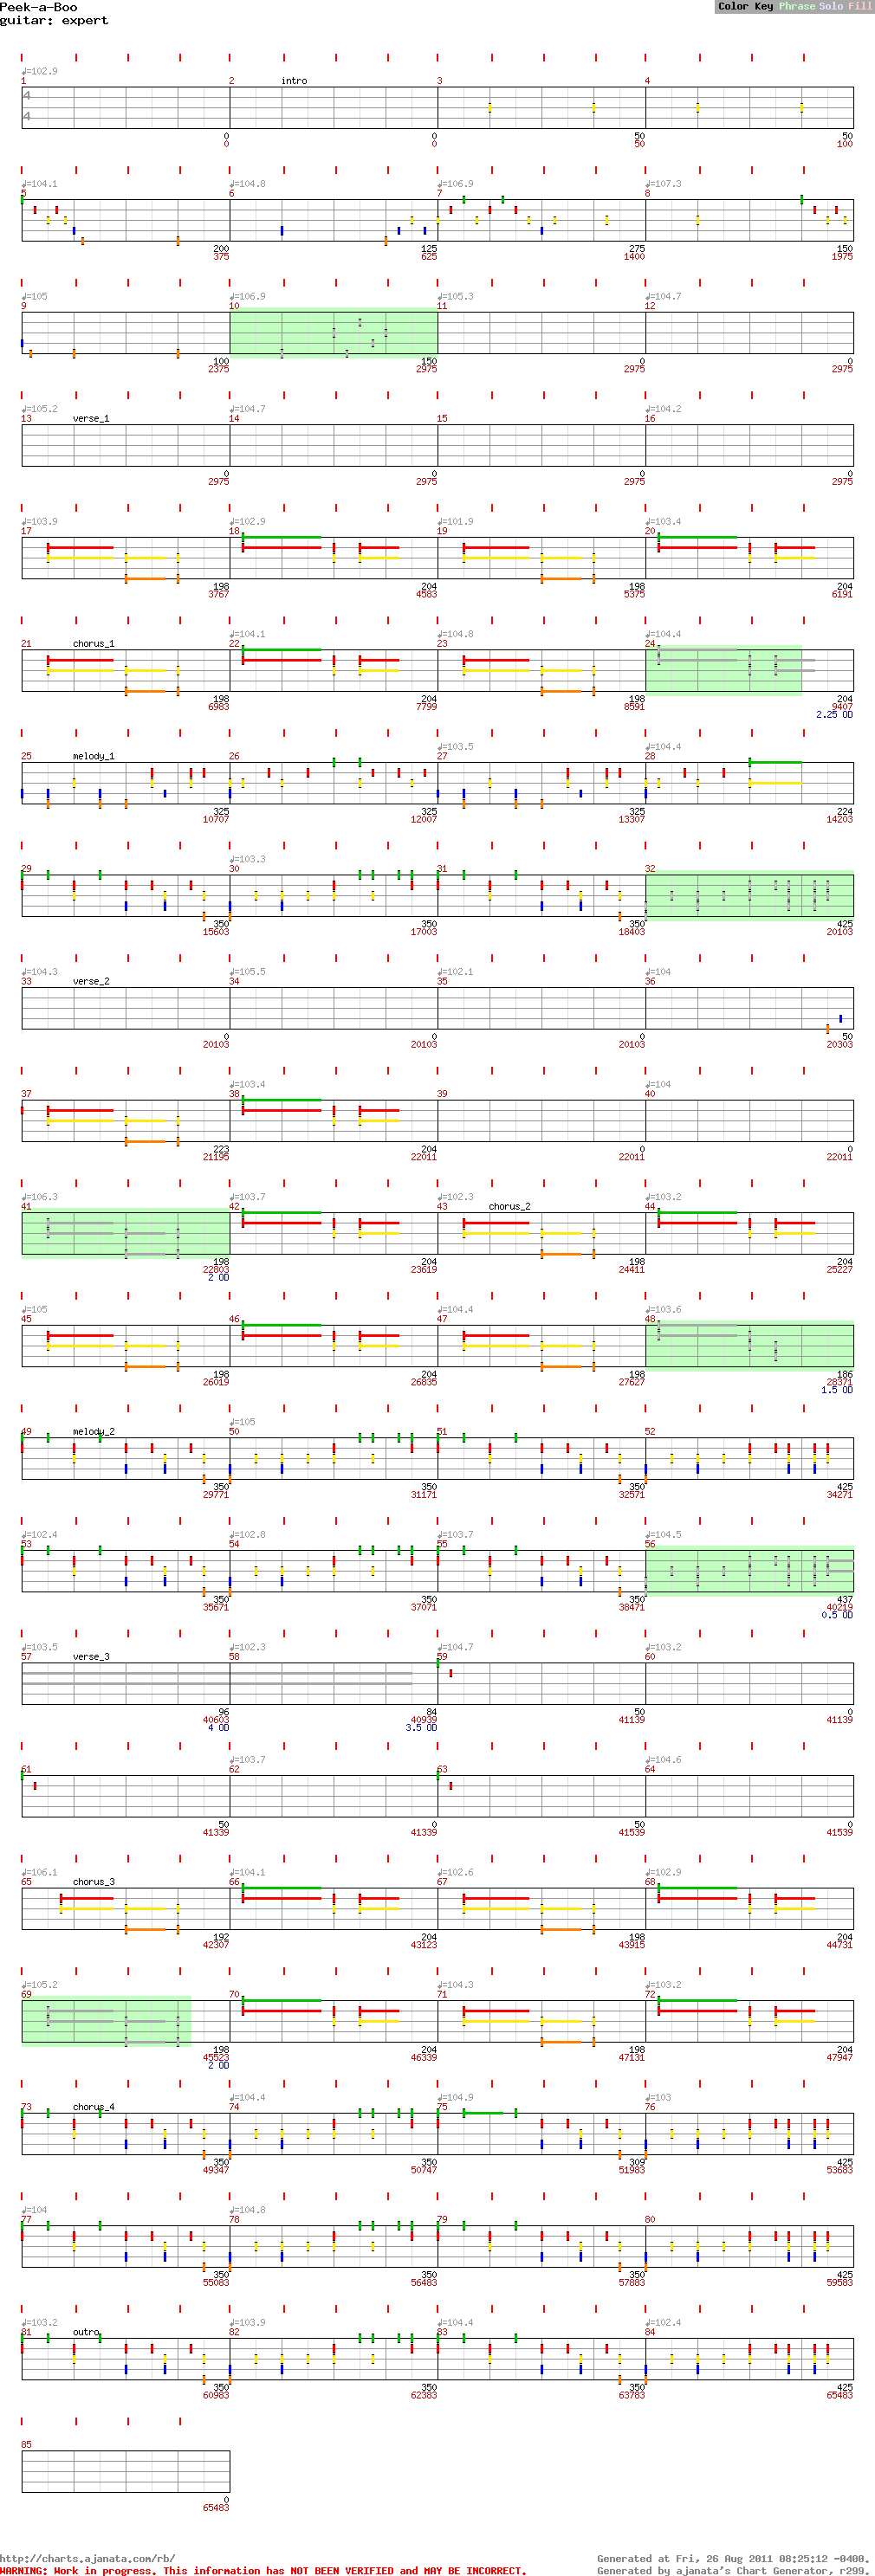 Peek-a-Boo
Color Key Phrase Solo Fill
guitar: expert
♩=102.9
1 2 intro 3 4
4
4
0 0 50 50
0 0 50 100
♩=104.1 ♩=104.8 ♩=106.9 ♩=107.3
5 6 7 8
200 125 275 150
375 625 1400 1975
♩=105 ♩=106.9 ♩=105.3 ♩=104.7
9 10 11 12
100 150 0 0
2375 2975 2975 2975
♩=105.2 ♩=104.7 ♩=104.2
13 verse_1 14 15 16
0 0 0 0
2975 2975 2975 2975
♩=103.9 ♩=102.9 ♩=101.9 ♩=103.4
17 18 19 20
198 204 198 204
3767 4583 5375 6191
♩=104.1 ♩=104.8 ♩=104.4
21 chorus_1 22 23 24
198 204 198 204
6983 7799 8591 9407
2.25 OD
♩=103.5 ♩=104.4
25 melody_1 26 27 28
325 325 325 224
10707 12007 13307 14203
♩=103.3
29 30 31 32
350 350 350 425
15603 17003 18403 20103
♩=104.3 ♩=105.5 ♩=102.1 ♩=104
33 verse_2 34 35 36
0 0 0 50
20103 20103 20103 20303
♩=103.4 ♩=104
37 38 39 40
223 204 0 0
21195 22011 22011 22011
♩=106.3 ♩=103.7 ♩=102.3 ♩=103.2
41 42 43 chorus_2 44
198 204 198 204
22803 23619 24411 25227
2 OD
♩=105 ♩=104.4 ♩=103.6
45 46 47 48
198 204 198 186
26019 26835 27627 28371
1.5 OD
♩=105
49 melody_2 50 51 52
350 350 350 425
29771 31171 32571 34271
♩=102.4 ♩=102.8 ♩=103.7 ♩=104.5
53 54 55 56
350 350 350 437
35671 37071 38471 40219
0.5 OD
♩=103.5 ♩=102.3 ♩=104.7 ♩=103.2
57 verse_3 58 59 60
96 84 50 0
40603 40939 41139 41139
4 OD 3.5 OD
♩=103.7 ♩=104.6
61 62 63 64
50 0 50 0
41339 41339 41539 41539
♩=106.1 ♩=104.1 ♩=102.6 ♩=102.9
65 chorus_3 66 67 68
192 204 198 204
42307 43123 43915 44731
♩=105.2 ♩=104.3 ♩=103.2
69 70 71 72
198 204 198 204
45523 46339 47131 47947
2 OD
♩=104.4 ♩=104.9 ♩=103
73 chorus_4 74 75 76
350 350 309 425
49347 50747 51983 53683
♩=104 ♩=104.8
77 78 79 80
350 350 350 425
55083 56483 57883 59583
♩=103.2 ♩=103.9 ♩=104.4 ♩=102.4
81 outro 82 83 84
350 350 350 425
60983 62383 63783 65483
85
0
65483
http://charts.ajanata.com/rb/ Generated at Fri, 26 Aug 2011 08:25:12 -0400.
WARNING: Work in progress. This information has NOT BEEN VERIFIED and MAY BE INCORRECT. Generated by ajanata's Chart Generator, r299.